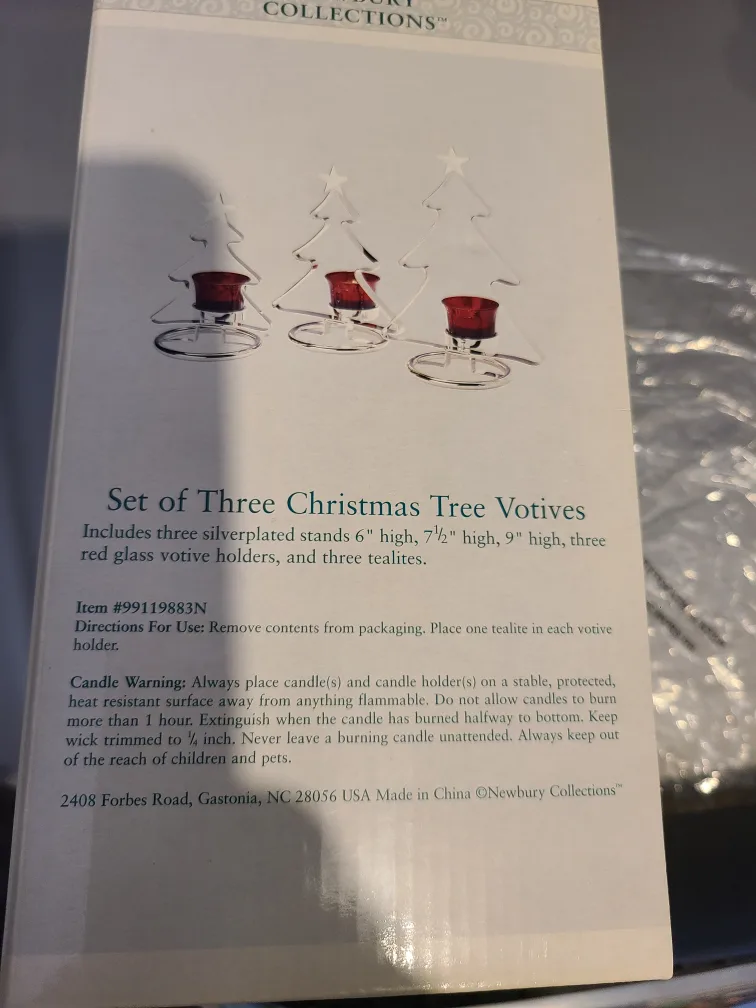 COLLECTIONS™
Set of Three Christmas Tree Votives
Includes three silverplated stands 6" high, 7½" high, 9" high, three
red glass votive holders, and three tealites.
Item #99119883N
Directions For Use: Remove contents from packaging. Place one tealite in each votive
holder.
Candle Warning: Always place candle(s) and candle holder(s) on a stable, protected,
heat resistant surface away from anything flammable. Do not allow candles to burn
more than 1 hour. Extinguish when the candle has burned halfway to bottom. Keep
wick trimmed to ¼ inch. Never leave a burning candle unattended. Always keep out
of the reach of children and pets.
2408 Forbes Road, Gastonia, NC 28056 USA Made in China ©Newbury Collections™